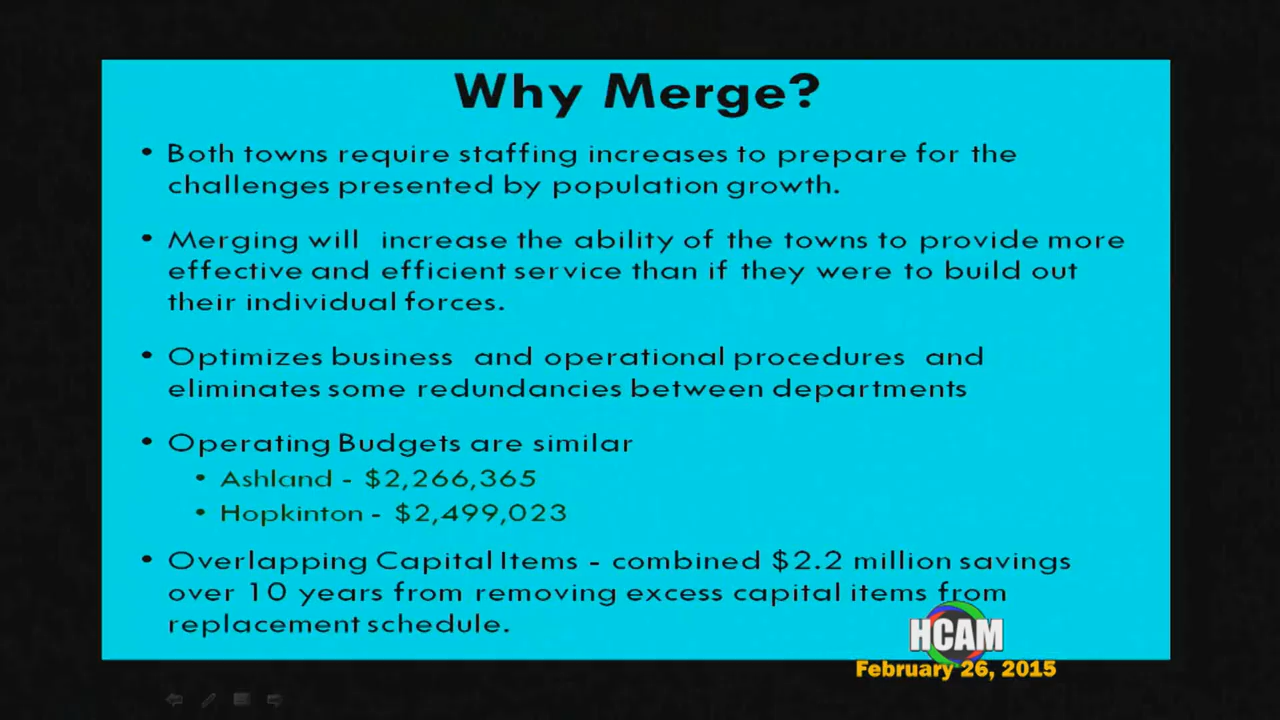 Why Merge?
• Both towns require staffing increases to prepare for the
challenges presented by population growth.
• Merging will increase the ability of the towns to provide more
effective and efficient service than if they were to build out
their individual forces.
• Optimizes business and operational procedures and
eliminates some redundancies between departments
• Operating Budgets are similar
• Ashland - $2,266,365
• Hopkinton - $2,499,023
• Overlapping Capital Items - combined $2.2 million savings
over 10 years from removing excess capital items from
replacement schedule.
HCAM
February 26, 2015